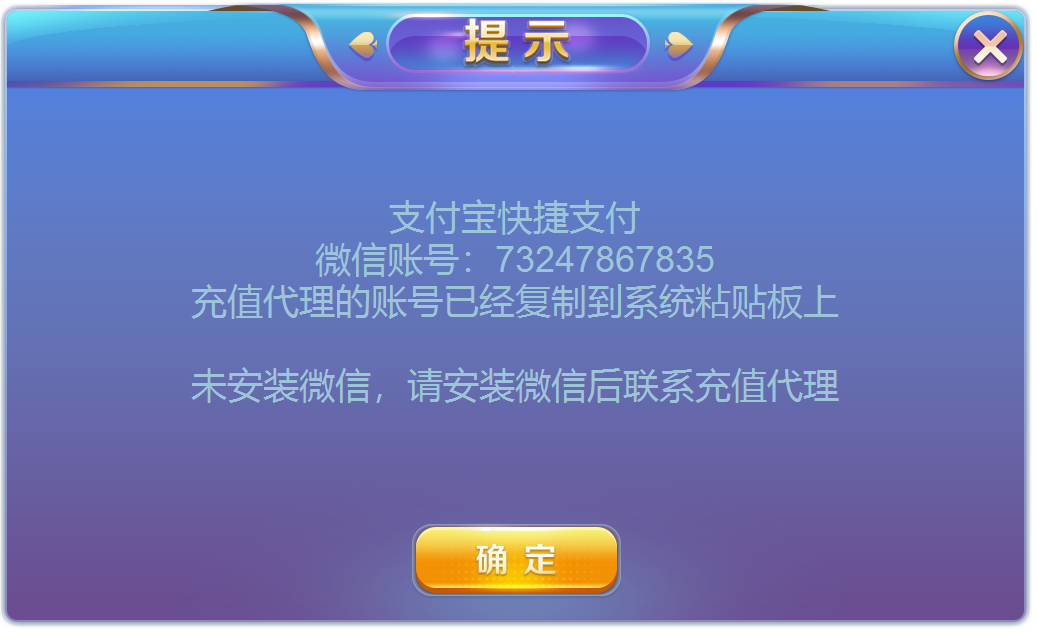 提示
支付宝快捷支付
微信账号：73247867835
充值代理的账号已经复制到系统粘贴板上
未安装微信，请安装微信后联系充值代理
确定